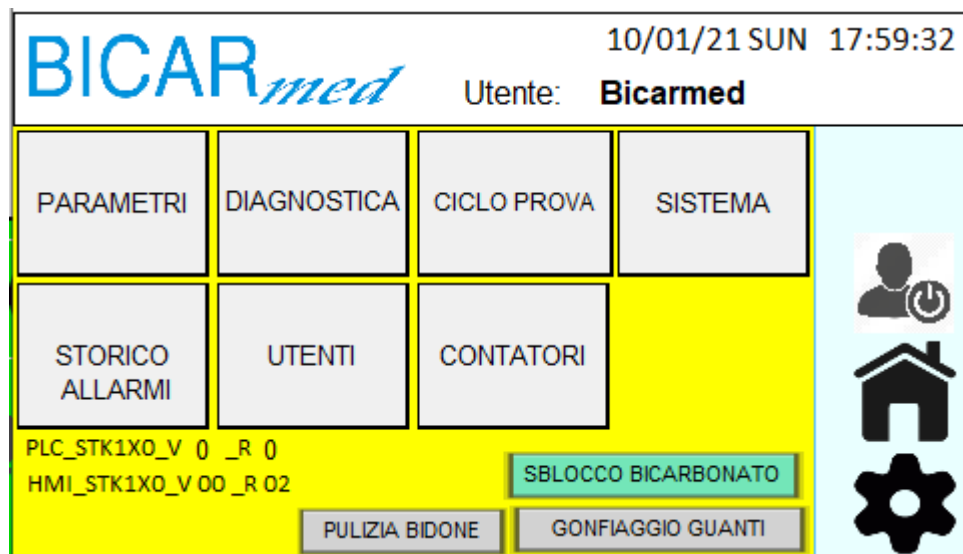 BICARmed
10/01/21 SUN 17:59:32
Utente: Bicarmed
PARAMETRI
DIAGNOSTICA
CICLO PROVA
SISTEMA
STORICO
ALLARMI
UTENTI
CONTATORI
PLC_STK1X0_V 0 _R 0
HMI_STK1X0_V 00 _R 02
SBLOCCO BICARBONATO
PULIZIA BIDONE
GONFIAGGIO GUANTI